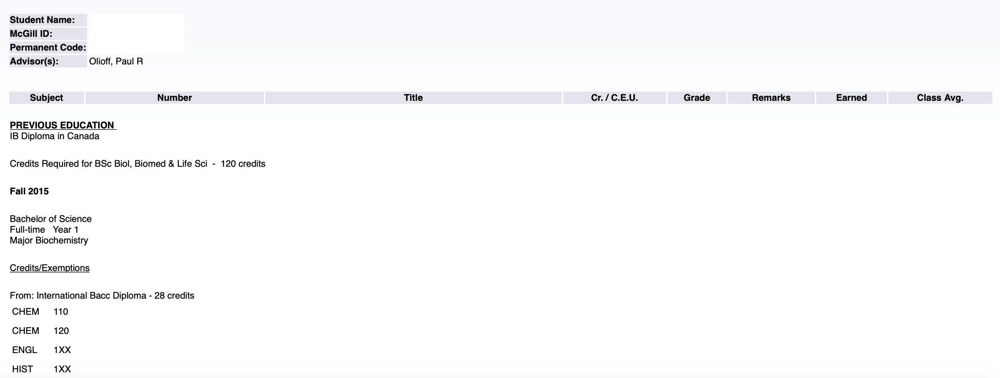 Student Name:
McGill ID:
Permanent Code:
Advisor(s): Olioff, Paul R
Subject Number Title Cr. / C.E.U. Grade Remarks Earned Class Avg.
PREVIOUS EDUCATION
IB Diploma in Canada
Credits Required for BSc Biol, Biomed & Life Sci - 120 credits
Fall 2015
Bachelor of Science
Full-time Year 1
Major Biochemistry
Credits/Exemptions
From: International Bacc Diploma - 28 credits
CHEM 110
CHEM 120
ENGL 1XX
HIST 1XX